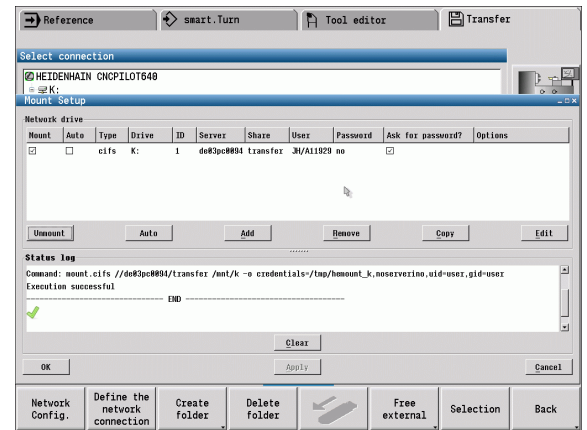 Reference
smart.Turn
Tool editor
Transfer
Select connection
HEIDENHAIN CNCPILOT640
K:
Mount Setup
Network drive
Mount Auto Type Drive ID Server Share User Password Ask for password? Options
cifs K: 1 de03pc0094 transfer JH/A11929 no
Unmount Auto Add Remove Copy Edit
Status log
Command: mount.cifs //de03pc0094/transfer /mnt/k -o credentials=/tmp/hemount_k,noserverino,uid=user,gid=user
Execution successful
------------------------------ END ----------------------------------
Clear
OK Apply Cancel
Network Config.
Define the network connection
Create folder
Delete folder
Free external
Selection
Back